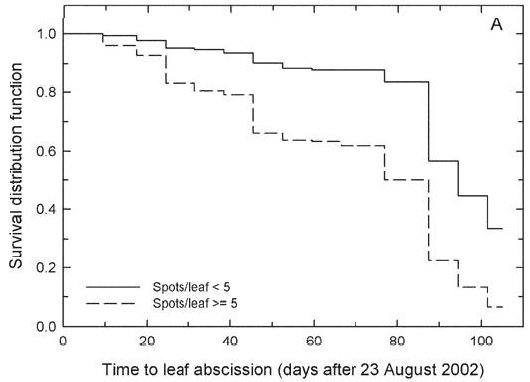 A
Survival distribution function
1.0
0.8
0.6
0.4
0.2
0.0
Spots/leaf < 5
Spots/leaf >= 5
0 20 40 60 80 100
Time to leaf abscission (days after 23 August 2002)